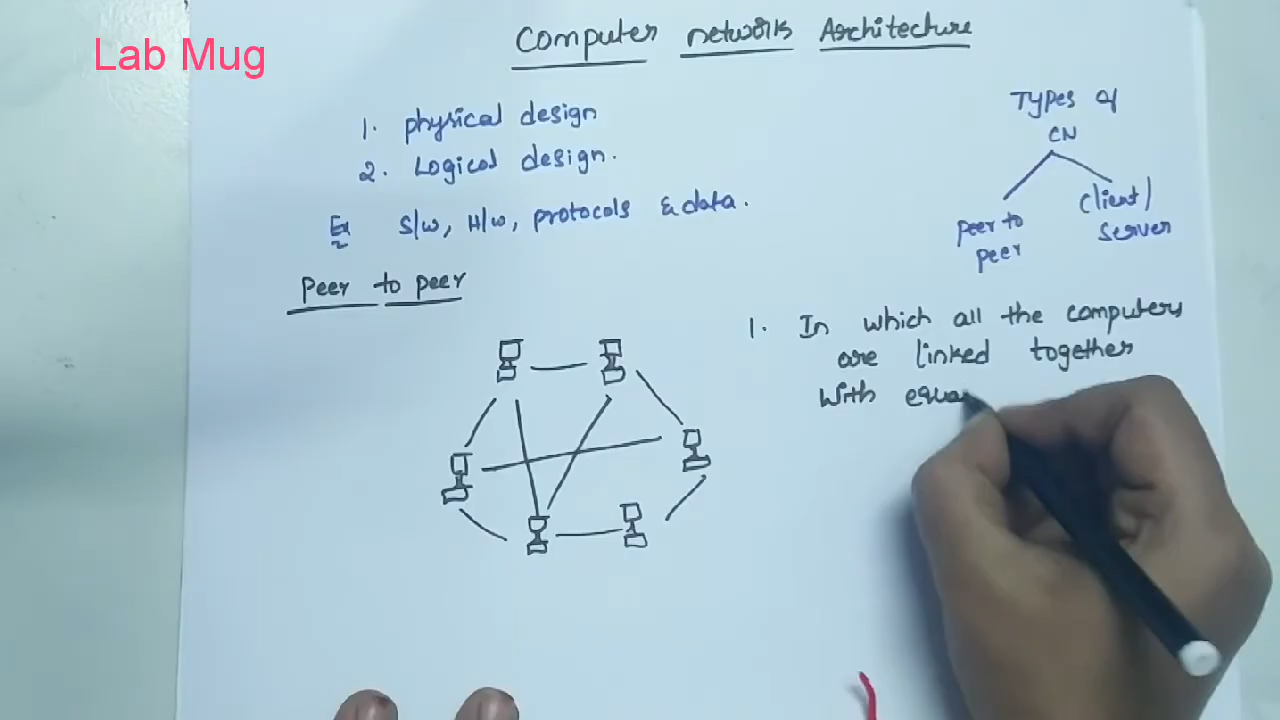 Lab Mug
Computer networks Architecture
1. physical design
2. Logical design.
Ex S/w, H/w, protocols & data.
Types of
CN
Peer to
peer
Client/
Server
Peer to peer
1. In which all the computers
are linked together
With equa